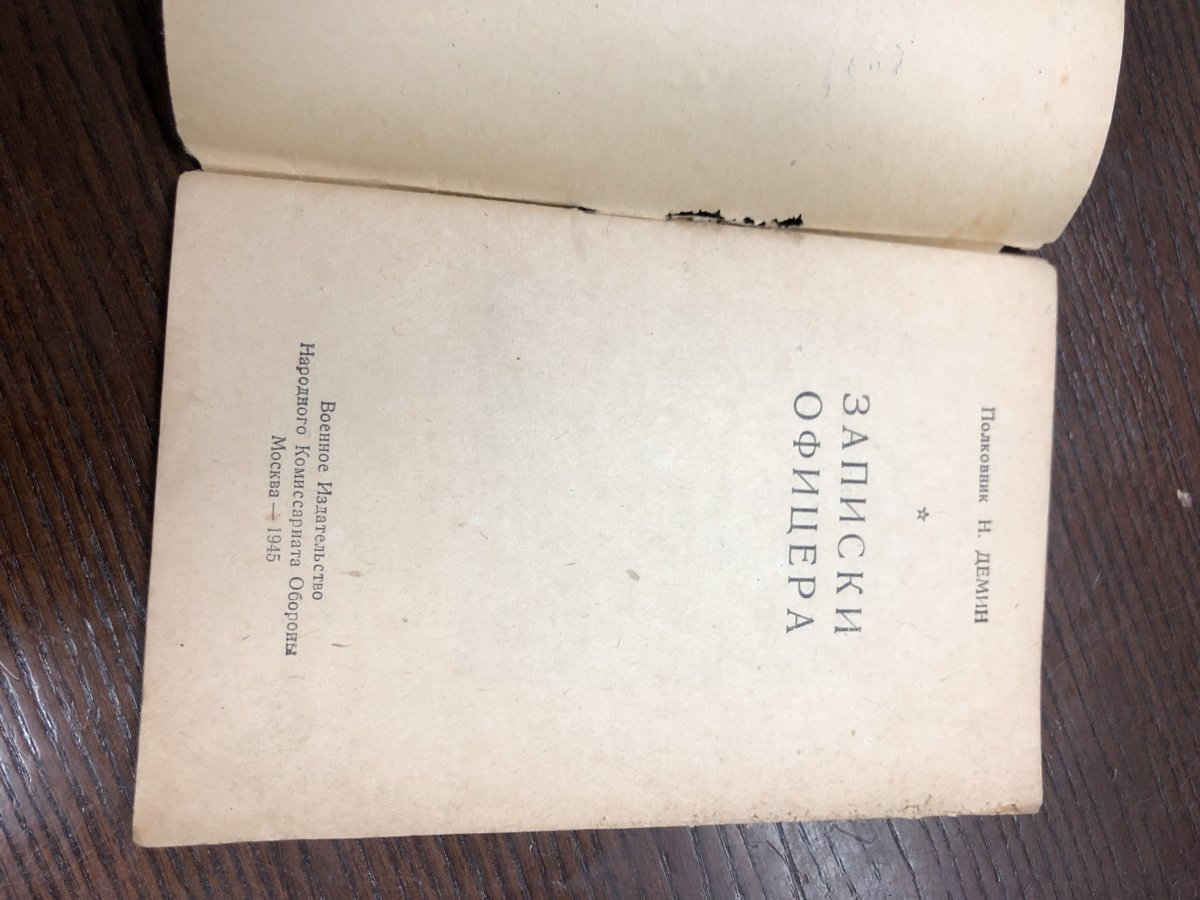 Полковник Н. ДЕМИН
ЗАПИСКИ
ОФИЦЕРА
Военное Издательство
Народного Комиссариата Обороны
Москва — 1945